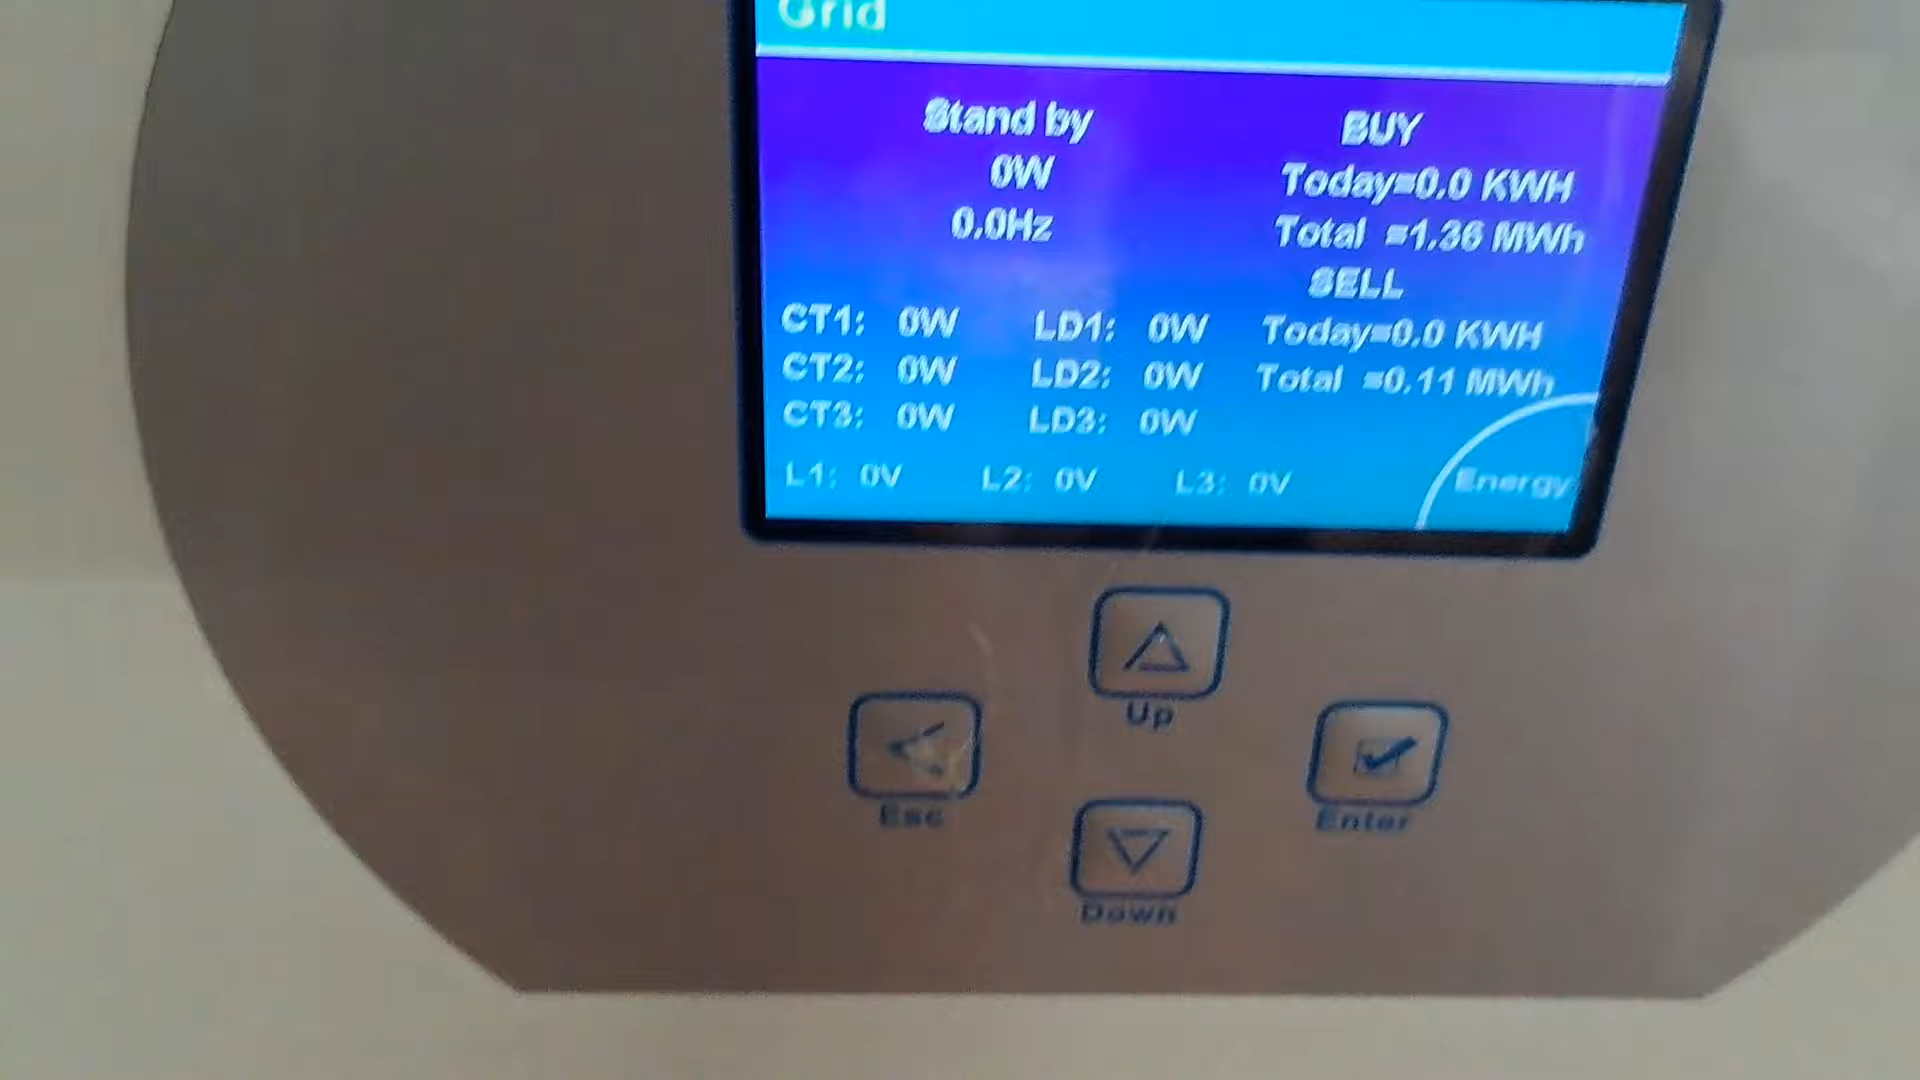 Grid
Stand by
0W
0.0Hz
BUY
Today=0.0 KWH
Total =1.36 MWh
SELL
Today=0.0 KWH
Total =0.11 MWh
CT1: 0W LD1: 0W
CT2: 0W LD2: 0W
CT3: 0W LD3: 0W
L1: 0V L2: 0V L3: 0V
Energy
Up
Esc
Enter
Down